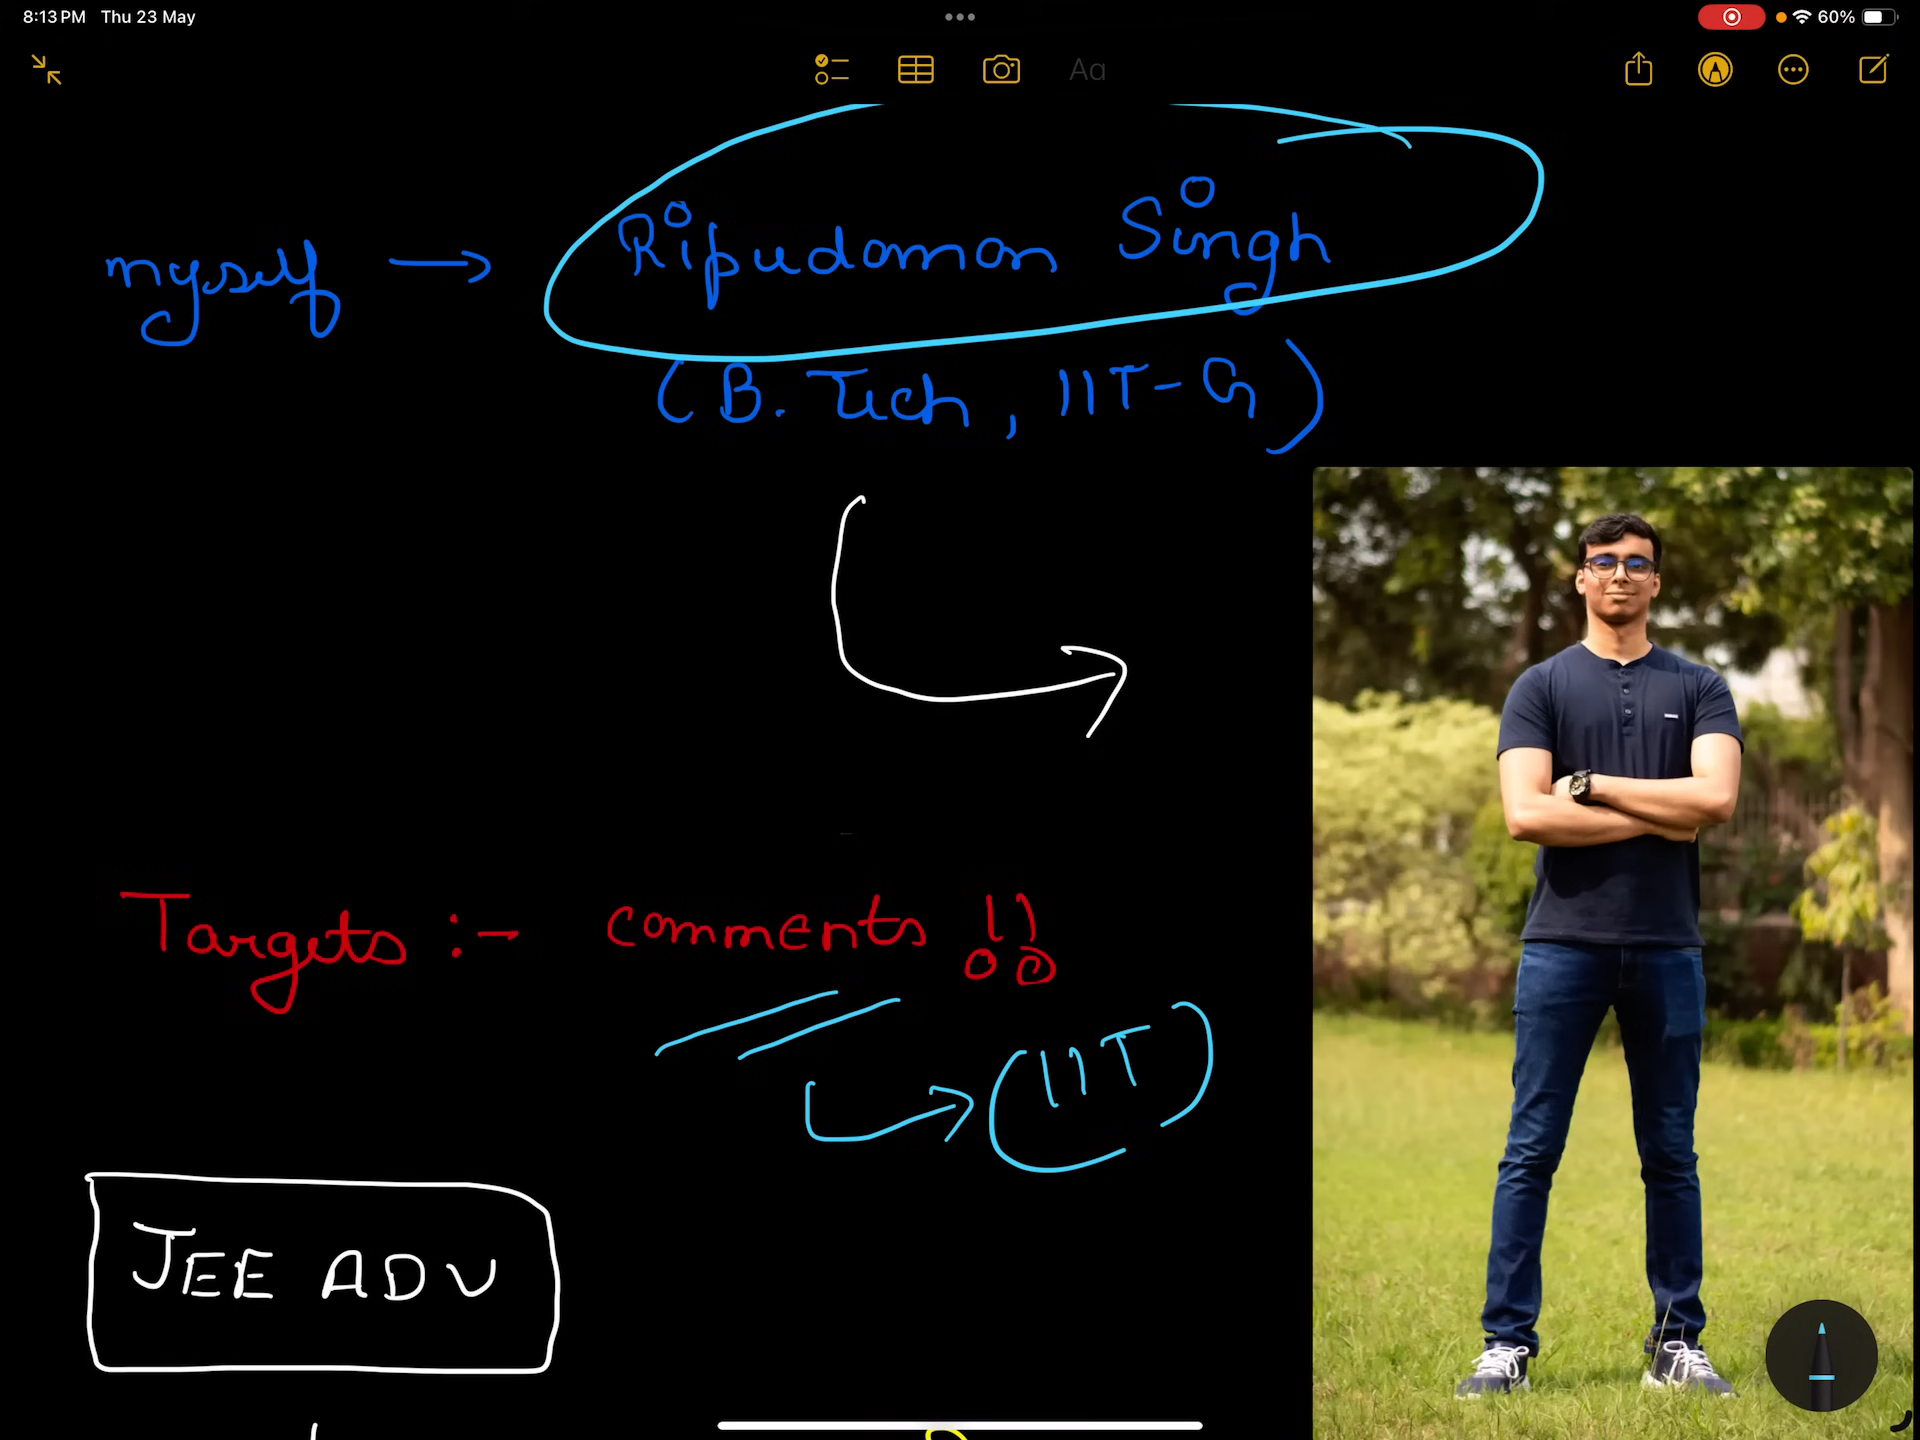 8:13 PM Thu 23 May
60%
Aa
myself → Ripudaman Singh
(B. Tech, IIT-G)
Targets :- comments !!
(IIT)
JEE ADV